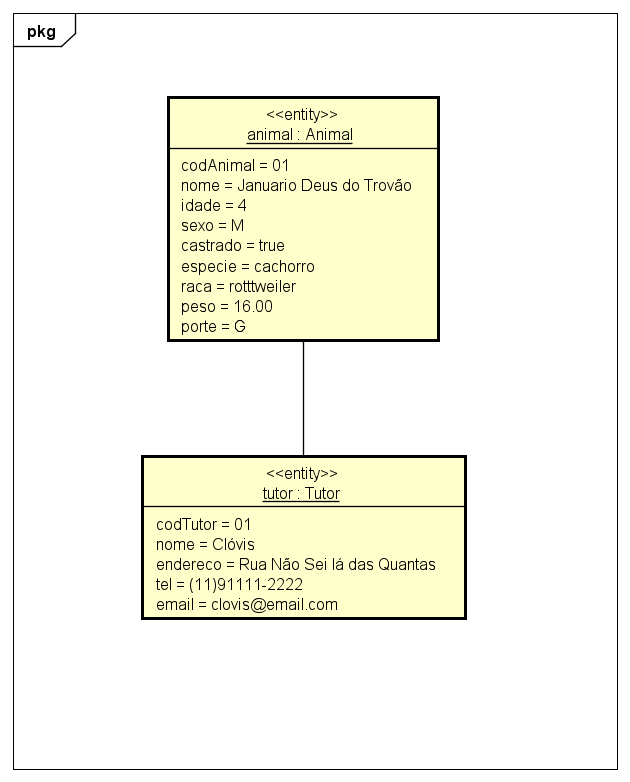 pkg
<<entity>>
animal : Animal
codAnimal = 01
nome = Januario Deus do Trovão
idade = 4
sexo = M
castrado = true
especie = cachorro
raca = rotttweiler
peso = 16.00
porte = G
<<entity>>
tutor : Tutor
codTutor = 01
nome = Clóvis
endereco = Rua Não Sei lá das Quantas
tel = (11)91111-2222
email = clovis@email.com